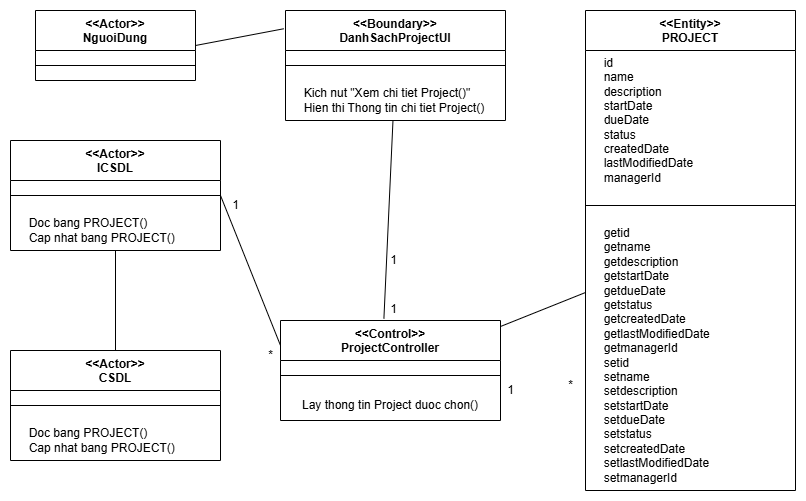 <<Actor>>
NguoiDung
<<Boundary>>
DanhSachProjectUI
Kich nut "Xem chi tiet Project()"
Hien thi Thong tin chi tiet Project()
<<Entity>>
PROJECT
id
name
description
startDate
dueDate
status
createdDate
lastModifiedDate
managerId
getid
getname
getdescription
getstartDate
getdueDate
getstatus
getcreatedDate
getlastModifiedDate
getmanagerId
setid
setname
setdescription
setstartDate
setdueDate
setstatus
setcreatedDate
setlastModifiedDate
setmanagerId
<<Actor>>
ICSDL
Doc bang PROJECT()
Cap nhat bang PROJECT()
1
*
1
1
<<Control>>
ProjectController
Lay thong tin Project duoc chon()
1
*
<<Actor>>
CSDL
Doc bang PROJECT()
Cap nhat bang PROJECT()